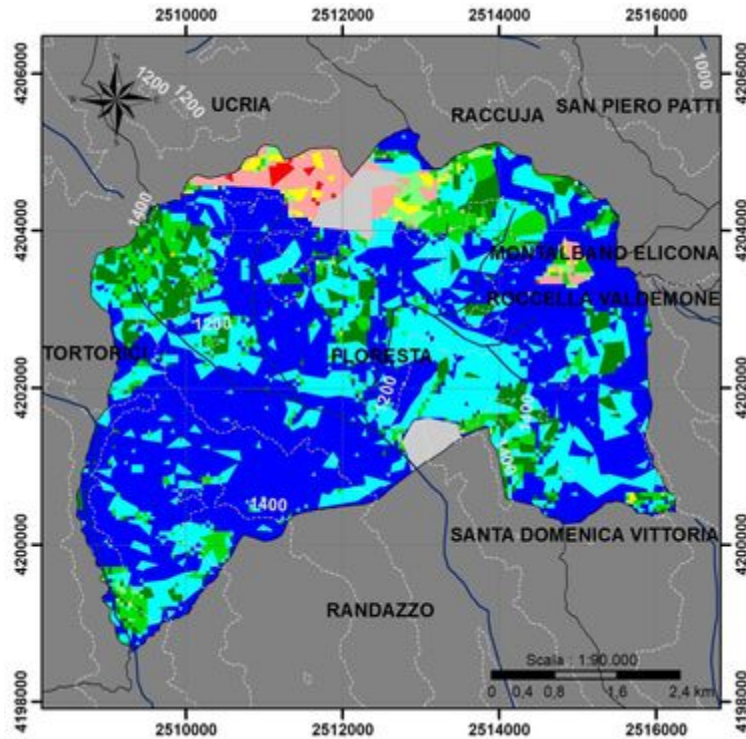 2510000 2512000 2514000 2516000
4206000
4206000
1200
1200
1000
UCRIA
RACCUJA
SAN PIERO PATTI
1400
4204000
4204000
MONTALBANO ELICONA
ROCCELLA VALDEMONE
1200
TORTORICI
FLORESTA
4202000
4202000
1200
1400
1400
1400
SANTA DOMENICA VITTORIA
4200000
4200000
RANDAZZO
Scala : 1:90.000
0 0,4 0,8 1,6 2,4 km
4198000
4198000
2510000 2512000 2514000 2516000